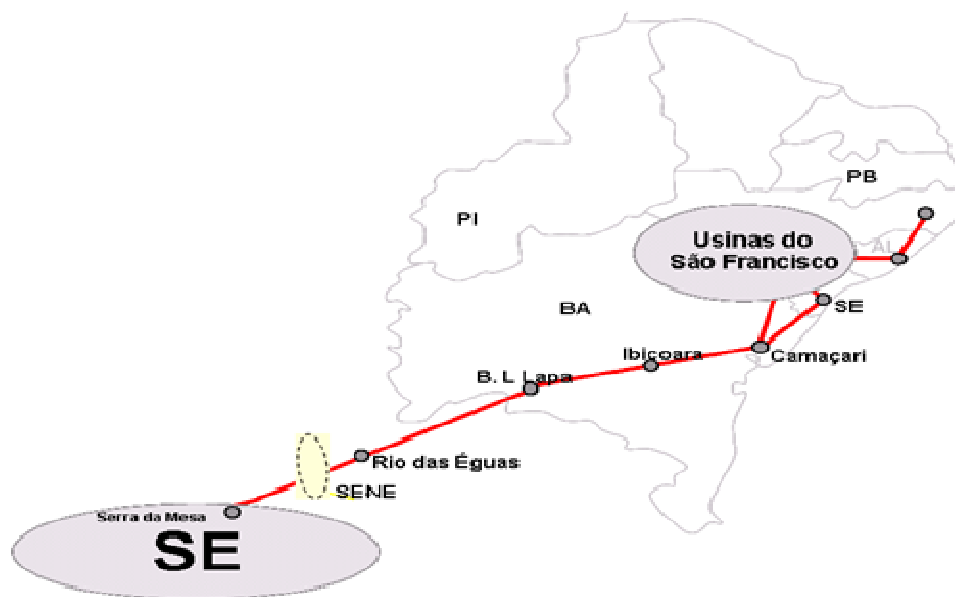 PB
PI
AL
Usinas do
São Francisco
BA
SE
Ibicoara
Camaçari
B. L Lapa
Rio das Éguas
SENE
Serra da Mesa
SE